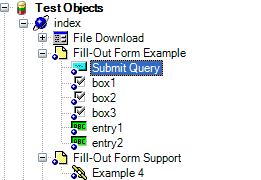 Test Objects
index
File Download
Fill-Out Form Example
Submit Query
box1
box2
box3
entry1
entry2
Fill-Out Form Support
Example 4